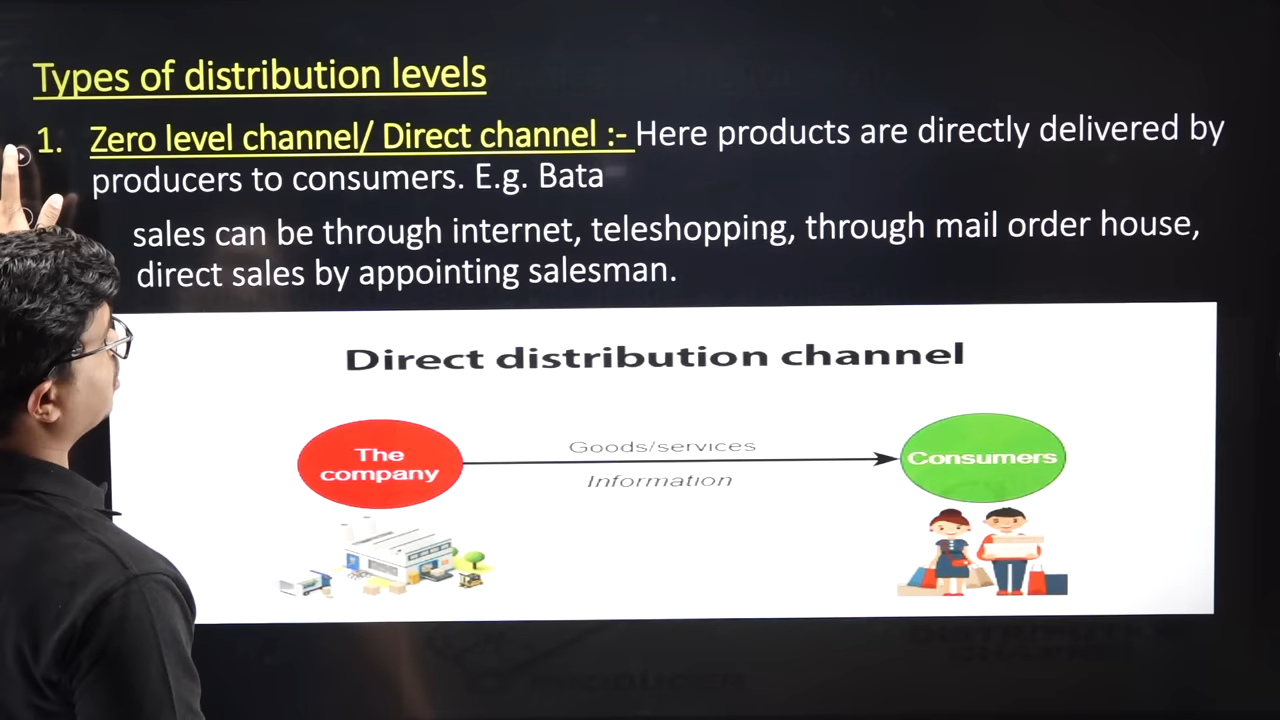 Types of distribution levels
1. Zero level channel/ Direct channel :- Here products are directly delivered by
producers to consumers. E.g. Bata
sales can be through internet, teleshopping, through mail order house,
direct sales by appointing salesman.
Direct distribution channel
The
company
Goods/services
Information
Consumers